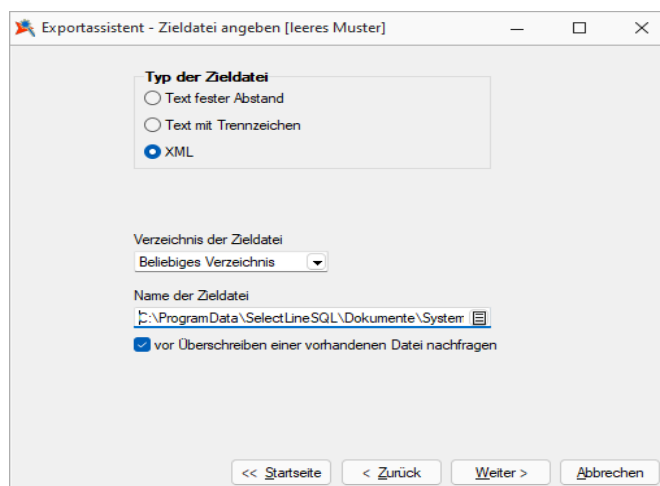 Exportassistent - Zieldatei angeben [leeres Muster]
Typ der Zieldatei
Text fester Abstand
Text mit Trennzeichen
XML
Verzeichnis der Zieldatei
Beliebiges Verzeichnis
Name der Zieldatei
C:\ProgramData\SelectLineSQL\Dokumente\System
vor Überschreiben einer vorhandenen Datei nachfragen
<< Startseite < Zurück Weiter > Abbrechen